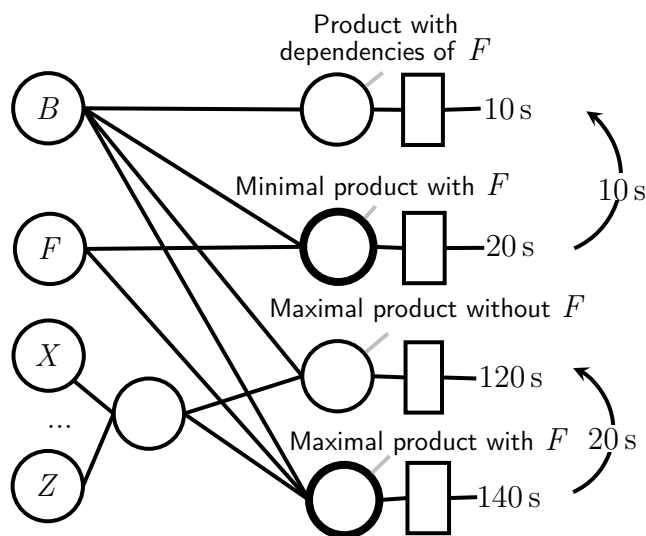 Product with
dependencies of F
B
10 s
Minimal product with F
10 s
F
20 s
Maximal product without F
X
120 s
...
Maximal product with F
20 s
Z
140 s